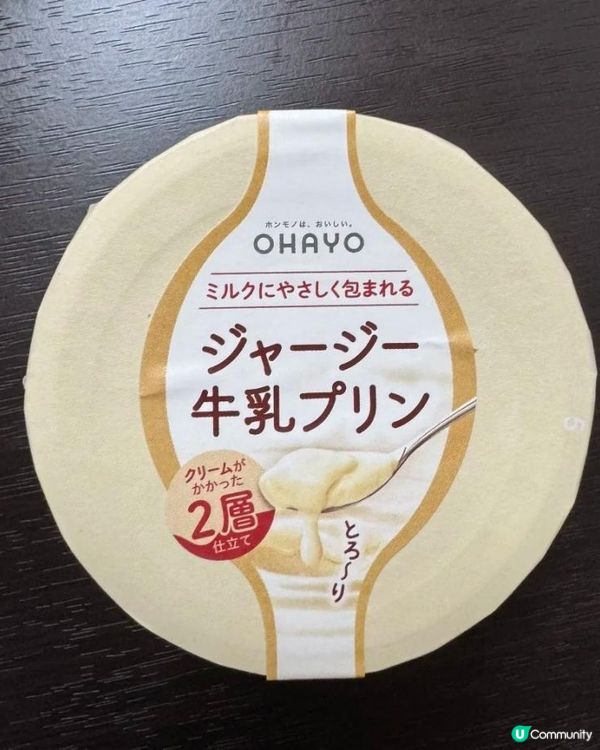 ホンモノは、おいしい。
OHAYO
ミルクにやさしく包まれる
ジャージー
牛乳プリン
クリームが
かかった
2層
仕立て
とろ〜り
5
U Community